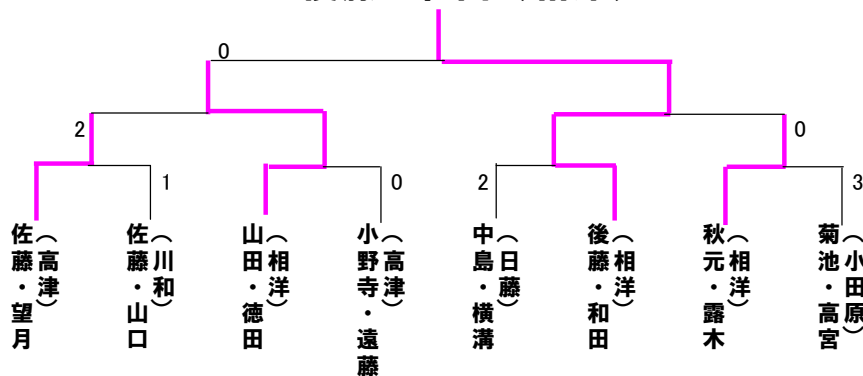 0
2
0
1
0
2
3
佐藤・望月
（高津）
佐藤・山口
（川和）
山田・徳田
（相洋）
小野寺・遠藤
（高津）
中島・横溝
（日藤）
後藤・和田
（相洋）
秋元・露木
（相洋）
菊池・高宮
（小田原）